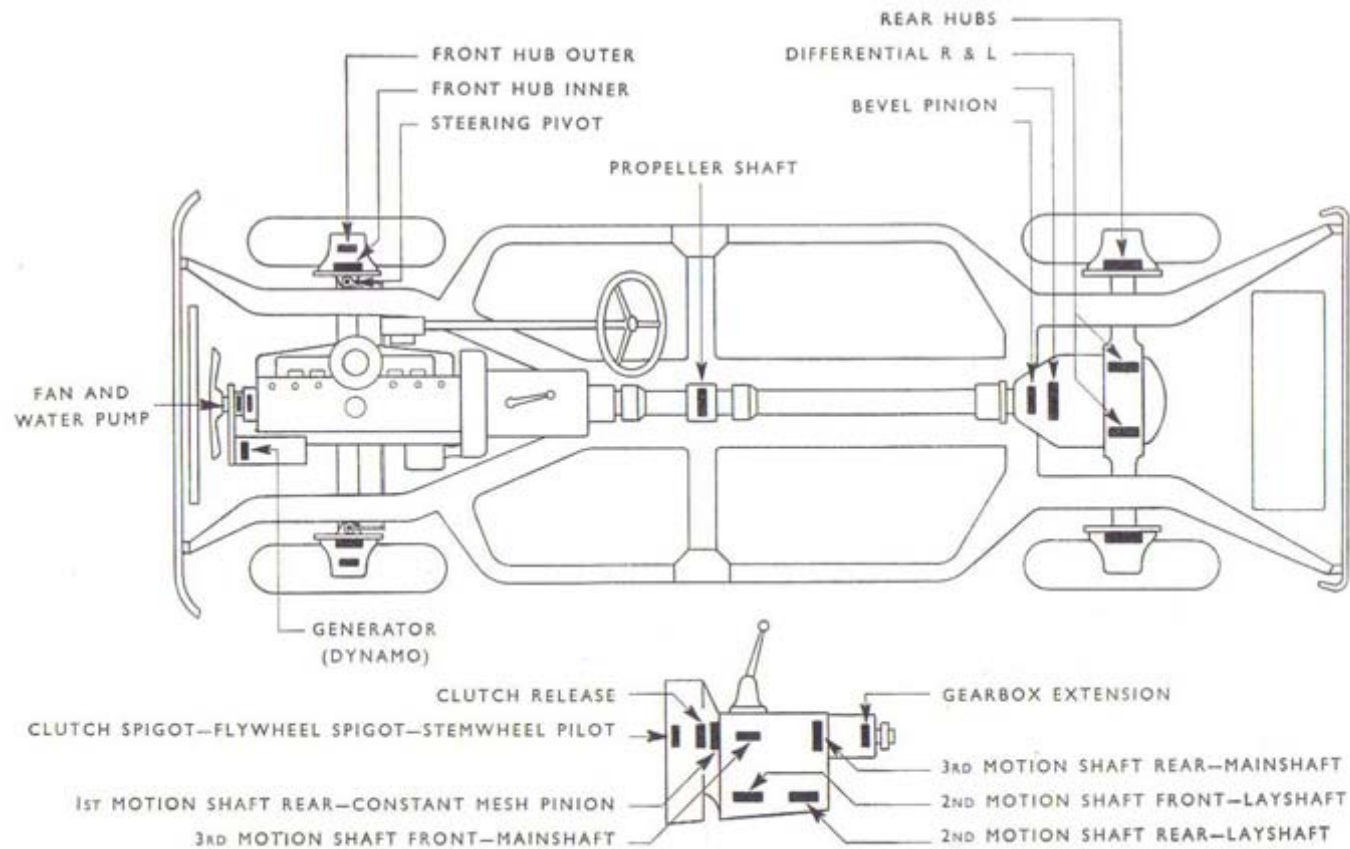 REAR HUBS
FRONT HUB OUTER
DIFFERENTIAL R & L
FRONT HUB INNER
BEVEL PINION
STEERING PIVOT
PROPELLER SHAFT
FAN AND
WATER PUMP
GENERATOR
(DYNAMO)
CLUTCH RELEASE
GEARBOX EXTENSION
CLUTCH SPIGOT—FLYWHEEL SPIGOT—STEMWHEEL PILOT
3RD MOTION SHAFT REAR—MAINSHAFT
1ST MOTION SHAFT REAR—CONSTANT MESH PINION
2ND MOTION SHAFT FRONT—LAYSHAFT
3RD MOTION SHAFT FRONT—MAINSHAFT
2ND MOTION SHAFT REAR—LAYSHAFT